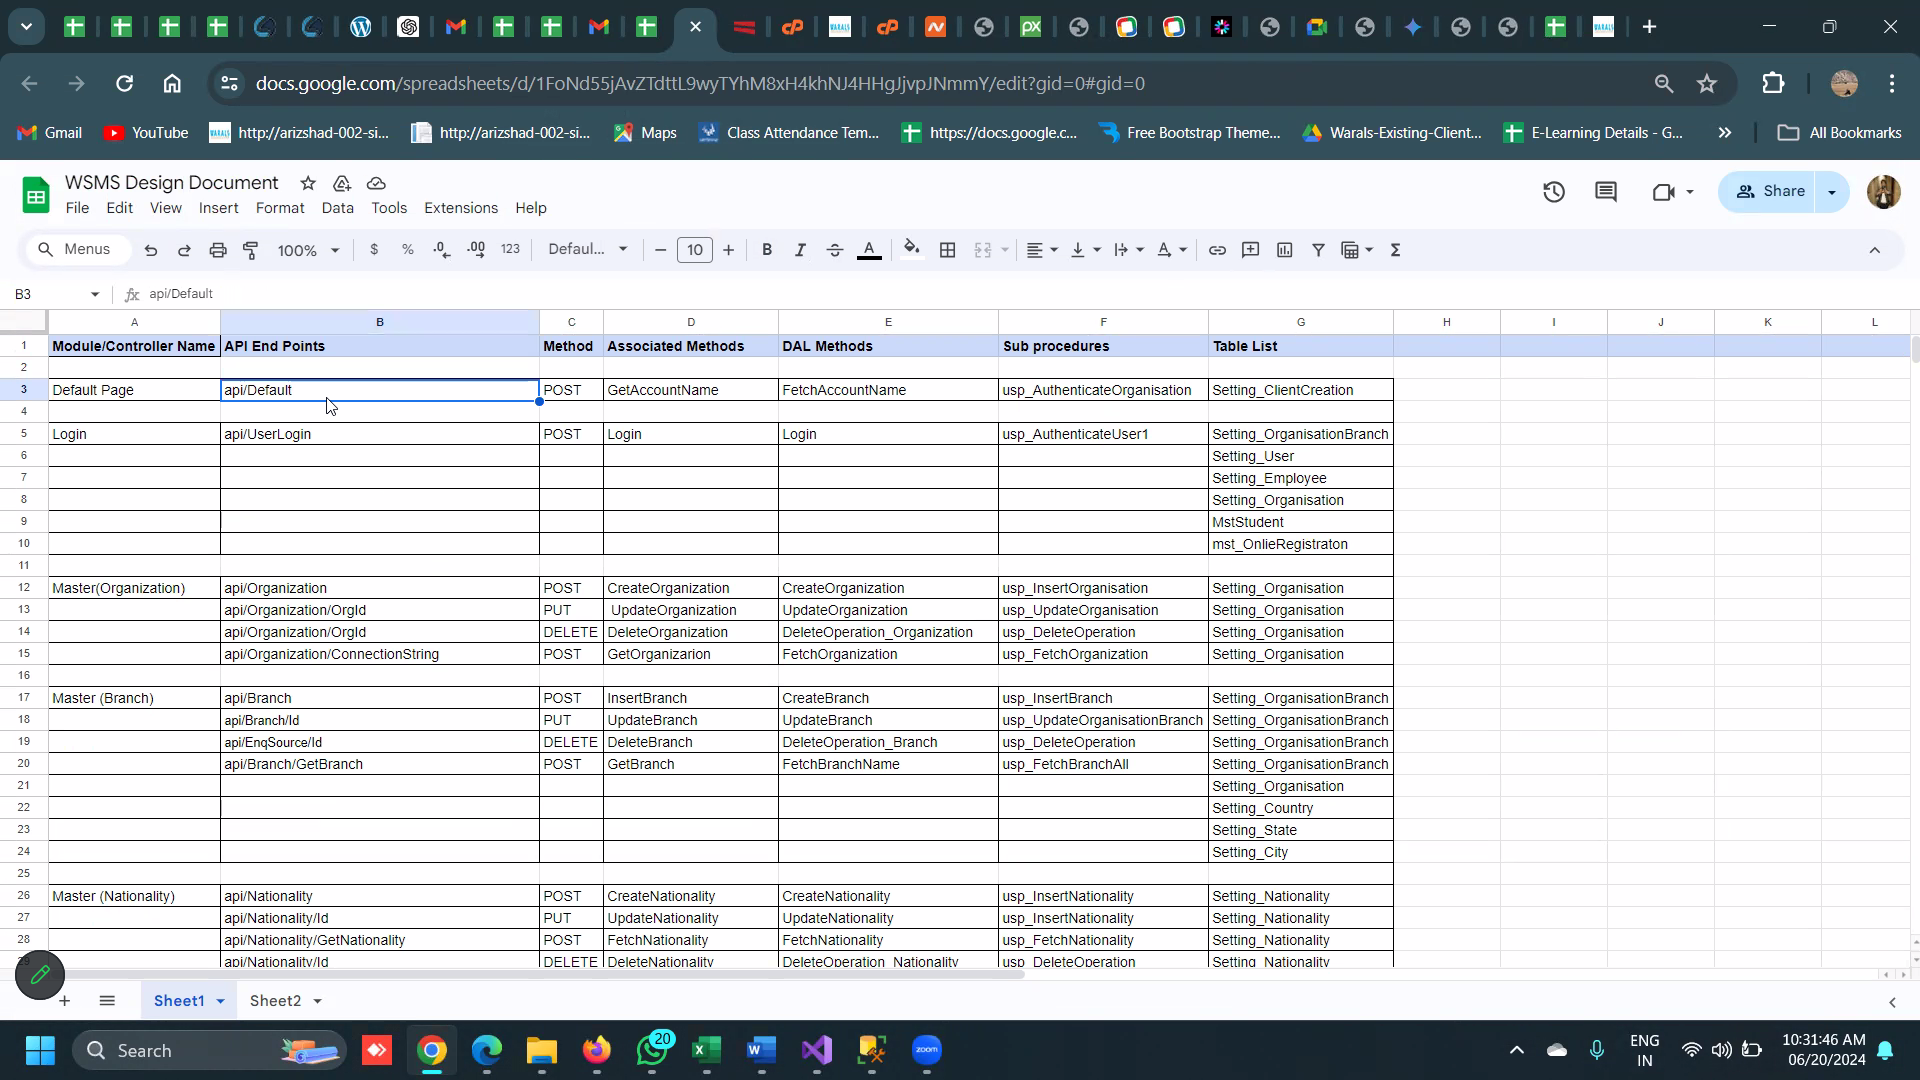 docs.google.com/spreadsheets/d/1FoNd55jAvZTdttL9wyTYhM8xH4khNJ4HHgJjvpJNmmY/edit?gid=0#gid=0
Gmail YouTube http://arizshad-002-si... http://arizshad-002-si... Maps Class Attendance Tem... https://docs.google.c... Free Bootstrap Theme... Warals-Existing-Client... E-Learning Details - G... » All Bookmarks
WSMS Design Document
Share
File Edit View Insert Format Data Tools Extensions Help
Menus 100% $ % .0 .00 123 Defaul... 10 B I S A Σ
B3 fx api/Default
A B C D E F G H I J K L
1 Module/Controller Name API End Points Method Associated Methods DAL Methods Sub procedures Table List
2
3 Default Page api/Default POST GetAccountName FetchAccountName usp_AuthenticateOrganisation Setting_ClientCreation
4
5 Login api/UserLogin POST Login Login usp_AuthenticateUser1 Setting_OrganisationBranch
6 Setting_User
7 Setting_Employee
8 Setting_Organisation
9 MstStudent
10 mst_OnlieRegistraton
11
12 Master(Organization) api/Organization POST CreateOrganization CreateOrganization usp_InsertOrganisation Setting_Organisation
13 api/Organization/OrgId PUT UpdateOrganization UpdateOrganization usp_UpdateOrganisation Setting_Organisation
14 api/Organization/OrgId DELETE DeleteOrganization DeleteOperation_Organization usp_DeleteOperation Setting_Organisation
15 api/Organization/ConnectionString POST GetOrganizarion FetchOrganization usp_FetchOrganization Setting_Organisation
16
17 Master (Branch) api/Branch POST InsertBranch CreateBranch usp_InsertBranch Setting_OrganisationBranch
18 api/Branch/Id PUT UpdateBranch UpdateBranch usp_UpdateOrganisationBranch Setting_OrganisationBranch
19 api/EnqSource/Id DELETE DeleteBranch DeleteOperation_Branch usp_DeleteOperation Setting_OrganisationBranch
20 api/Branch/GetBranch POST GetBranch FetchBranchName usp_FetchBranchAll Setting_OrganisationBranch
21 Setting_Organisation
22 Setting_Country
23 Setting_State
24 Setting_City
25
26 Master (Nationality) api/Nationality POST CreateNationality CreateNationality usp_InsertNationality Setting_Nationality
27 api/Nationality/Id PUT UpdateNationality UpdateNationality usp_InsertNationality Setting_Nationality
28 api/Nationality/GetNationality POST FetchNationality FetchNationality usp_FetchNationality Setting_Nationality
29 api/Nationality/Id DELETE DeleteNationality DeleteOperation_Nationality usp_DeleteOperation Setting_Nationality
Sheet1 Sheet2
Search 20 zoom ENG IN 10:31:46 AM
06/20/2024